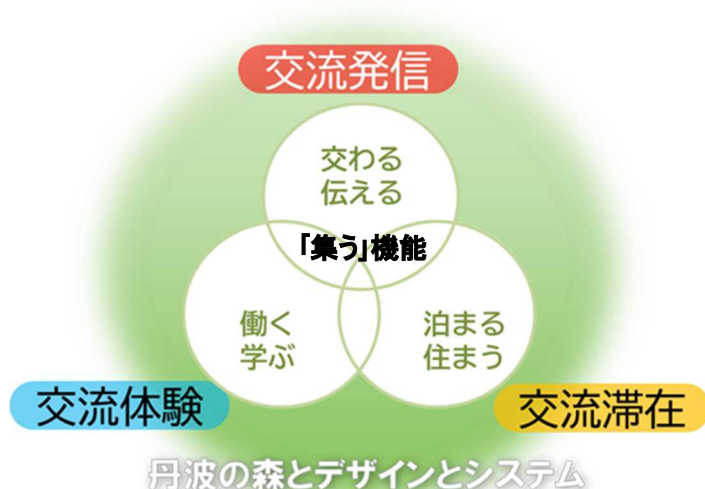 交流発信
交わる
伝える
「集う」機能
働く
学ぶ
泊まる
住まう
交流体験
交流滞在
丹波の森とデザインとシステム